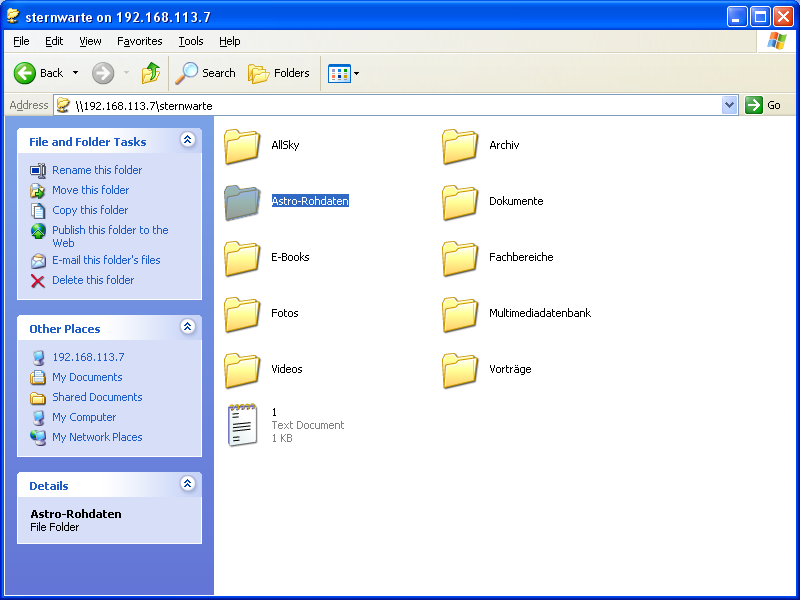 sternwarte on 192.168.113.7
File Edit View Favorites Tools Help
Back Search Folders
Address \\192.168.113.7\sternwarte Go
File and Folder Tasks
Rename this folder
Move this folder
Copy this folder
Publish this folder to the
Web
E-mail this folder's files
Delete this folder
Other Places
192.168.113.7
My Documents
Shared Documents
My Computer
My Network Places
Details
Astro-Rohdaten
File Folder
AllSky
Archiv
Astro-Rohdaten
Dokumente
E-Books
Fachbereiche
Fotos
Multimediadatenbank
Videos
Vorträge
1
Text Document
1 KB